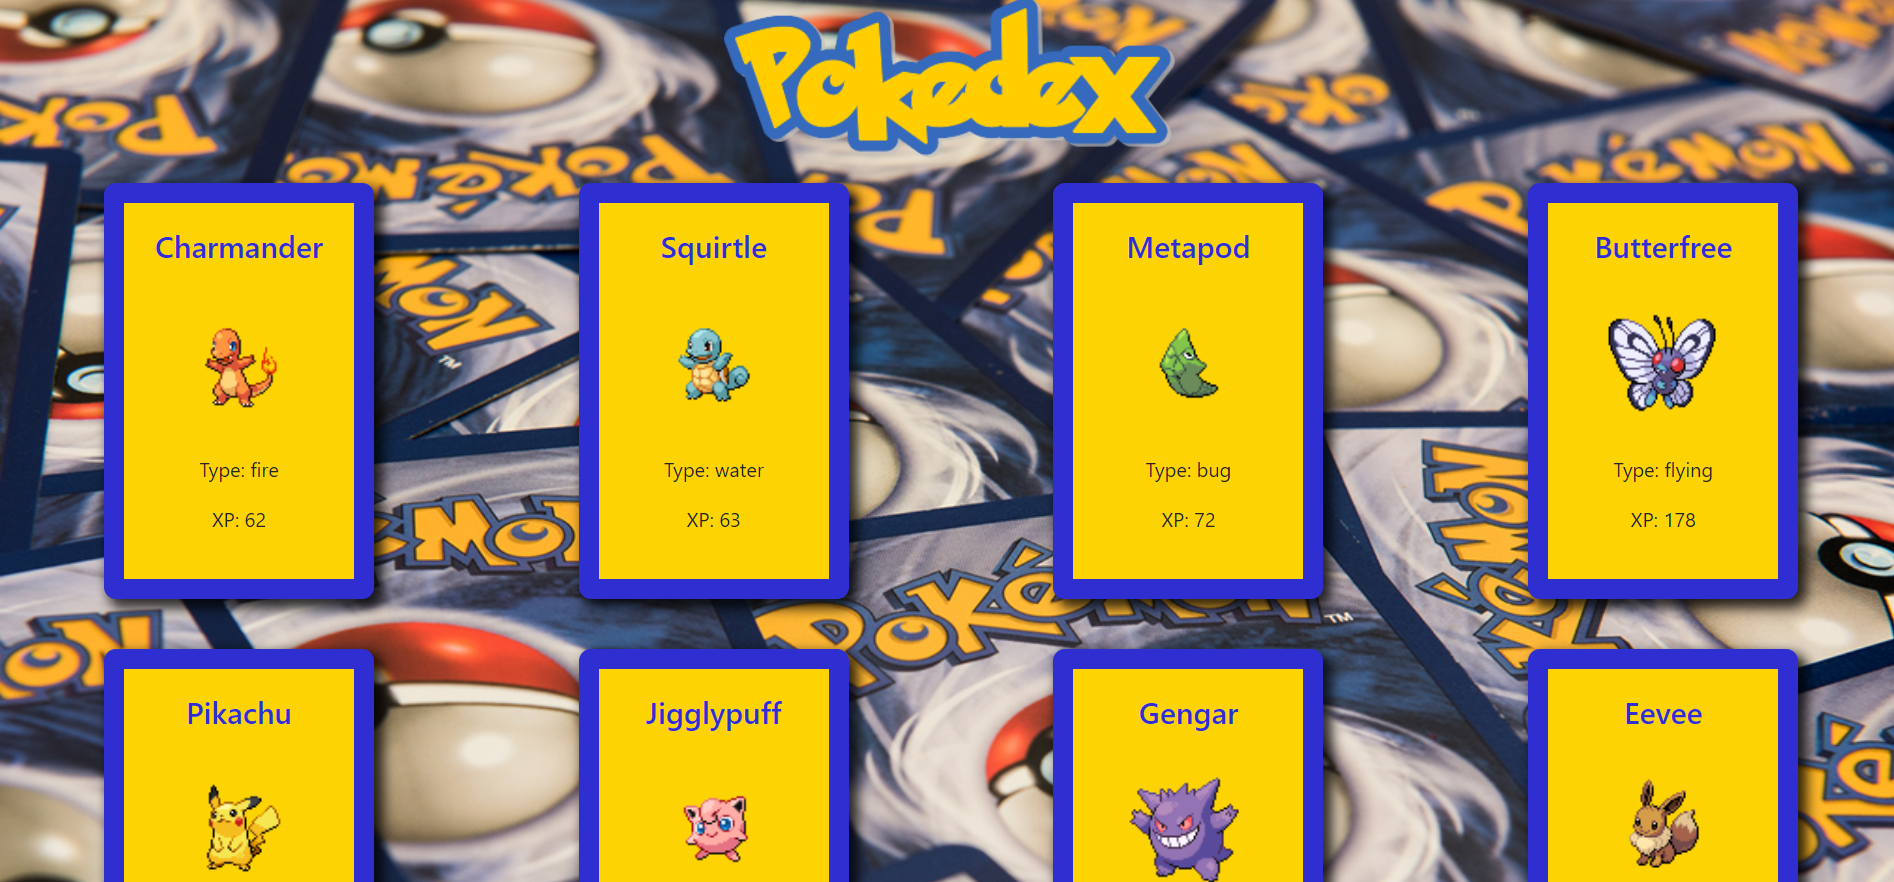 Pokedex
Charmander
Type: fire
XP: 62
Squirtle
Type: water
XP: 63
Metapod
Type: bug
XP: 72
Butterfree
Type: flying
XP: 178
Pikachu
Jigglypuff
Gengar
Eevee